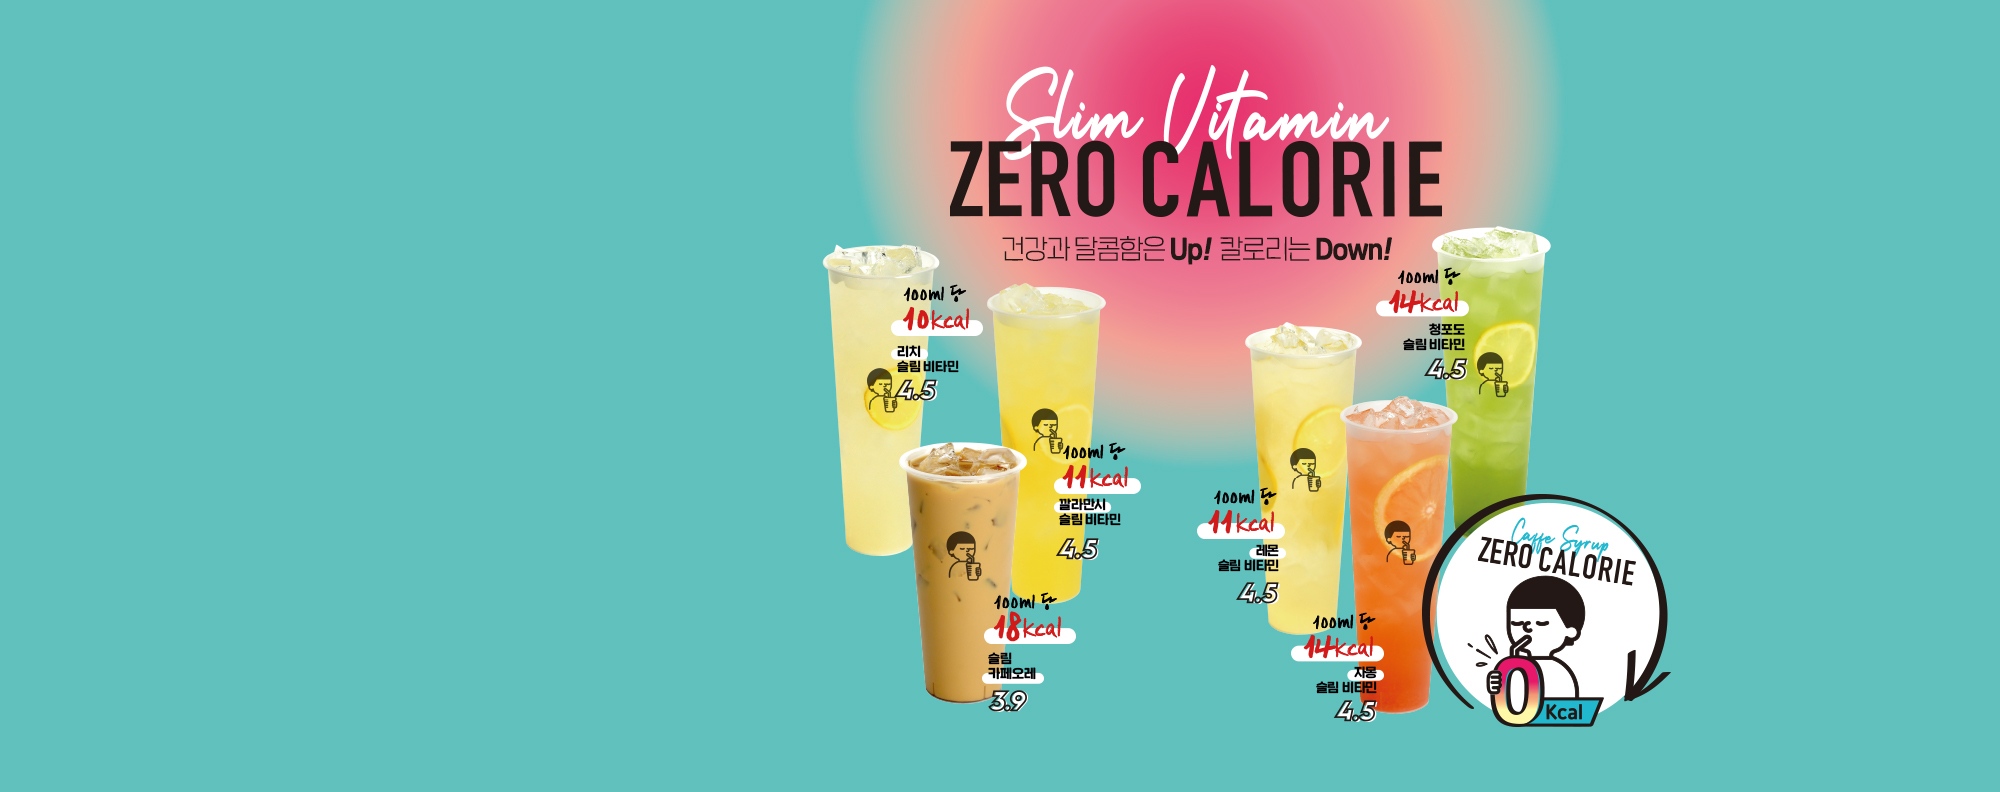 Slim Vitamin
ZERO CALORIE
건강과 달콤함은 Up! 칼로리는 Down!
100ml 당
10kcal
리치
슬림 비타민
4.5
100ml 당
11kcal
깔라만시
슬림 비타민
4.5
100ml 당
18kcal
슬림
카페오레
3.9
100ml 당
14kcal
청포도
슬림 비타민
4.5
100ml 당
11kcal
레몬
슬림 비타민
4.5
100ml 당
14kcal
자몽
슬림 비타민
4.5
Caffe Syrup
ZERO CALORIE
0 Kcal